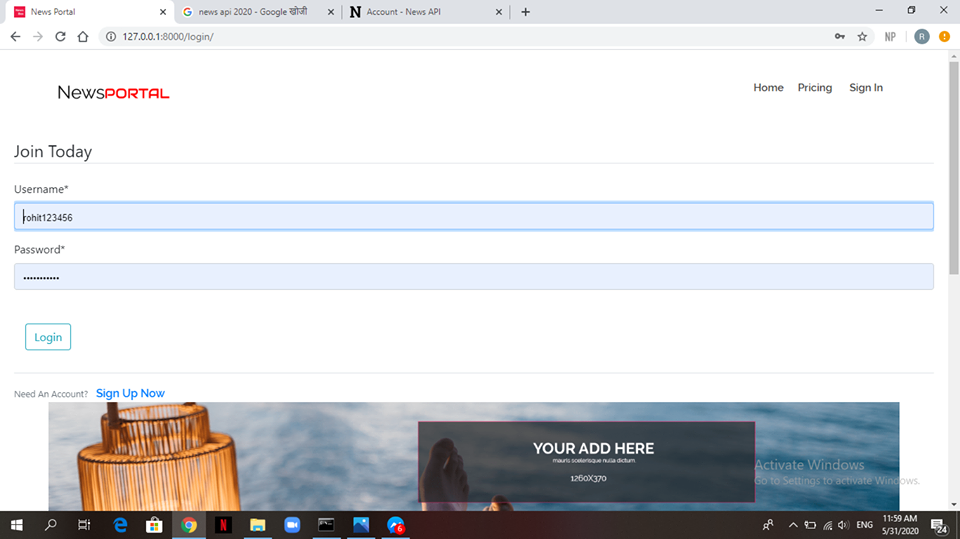 News Portal
news api 2020 - Google खोजी
N Account - News API
127.0.0.1:8000/login/
NP
R
NewsPORTAL
Home Pricing Sign In
Join Today
Username*
rohit123456
Password*
Login
Need An Account? Sign Up Now
YOUR ADD HERE
mauris scelerisque nulla dictum
1260X370
Activate Windows
Go to Settings to activate Windows.
N
6
ENG
11:59 AM
5/31/2020
24